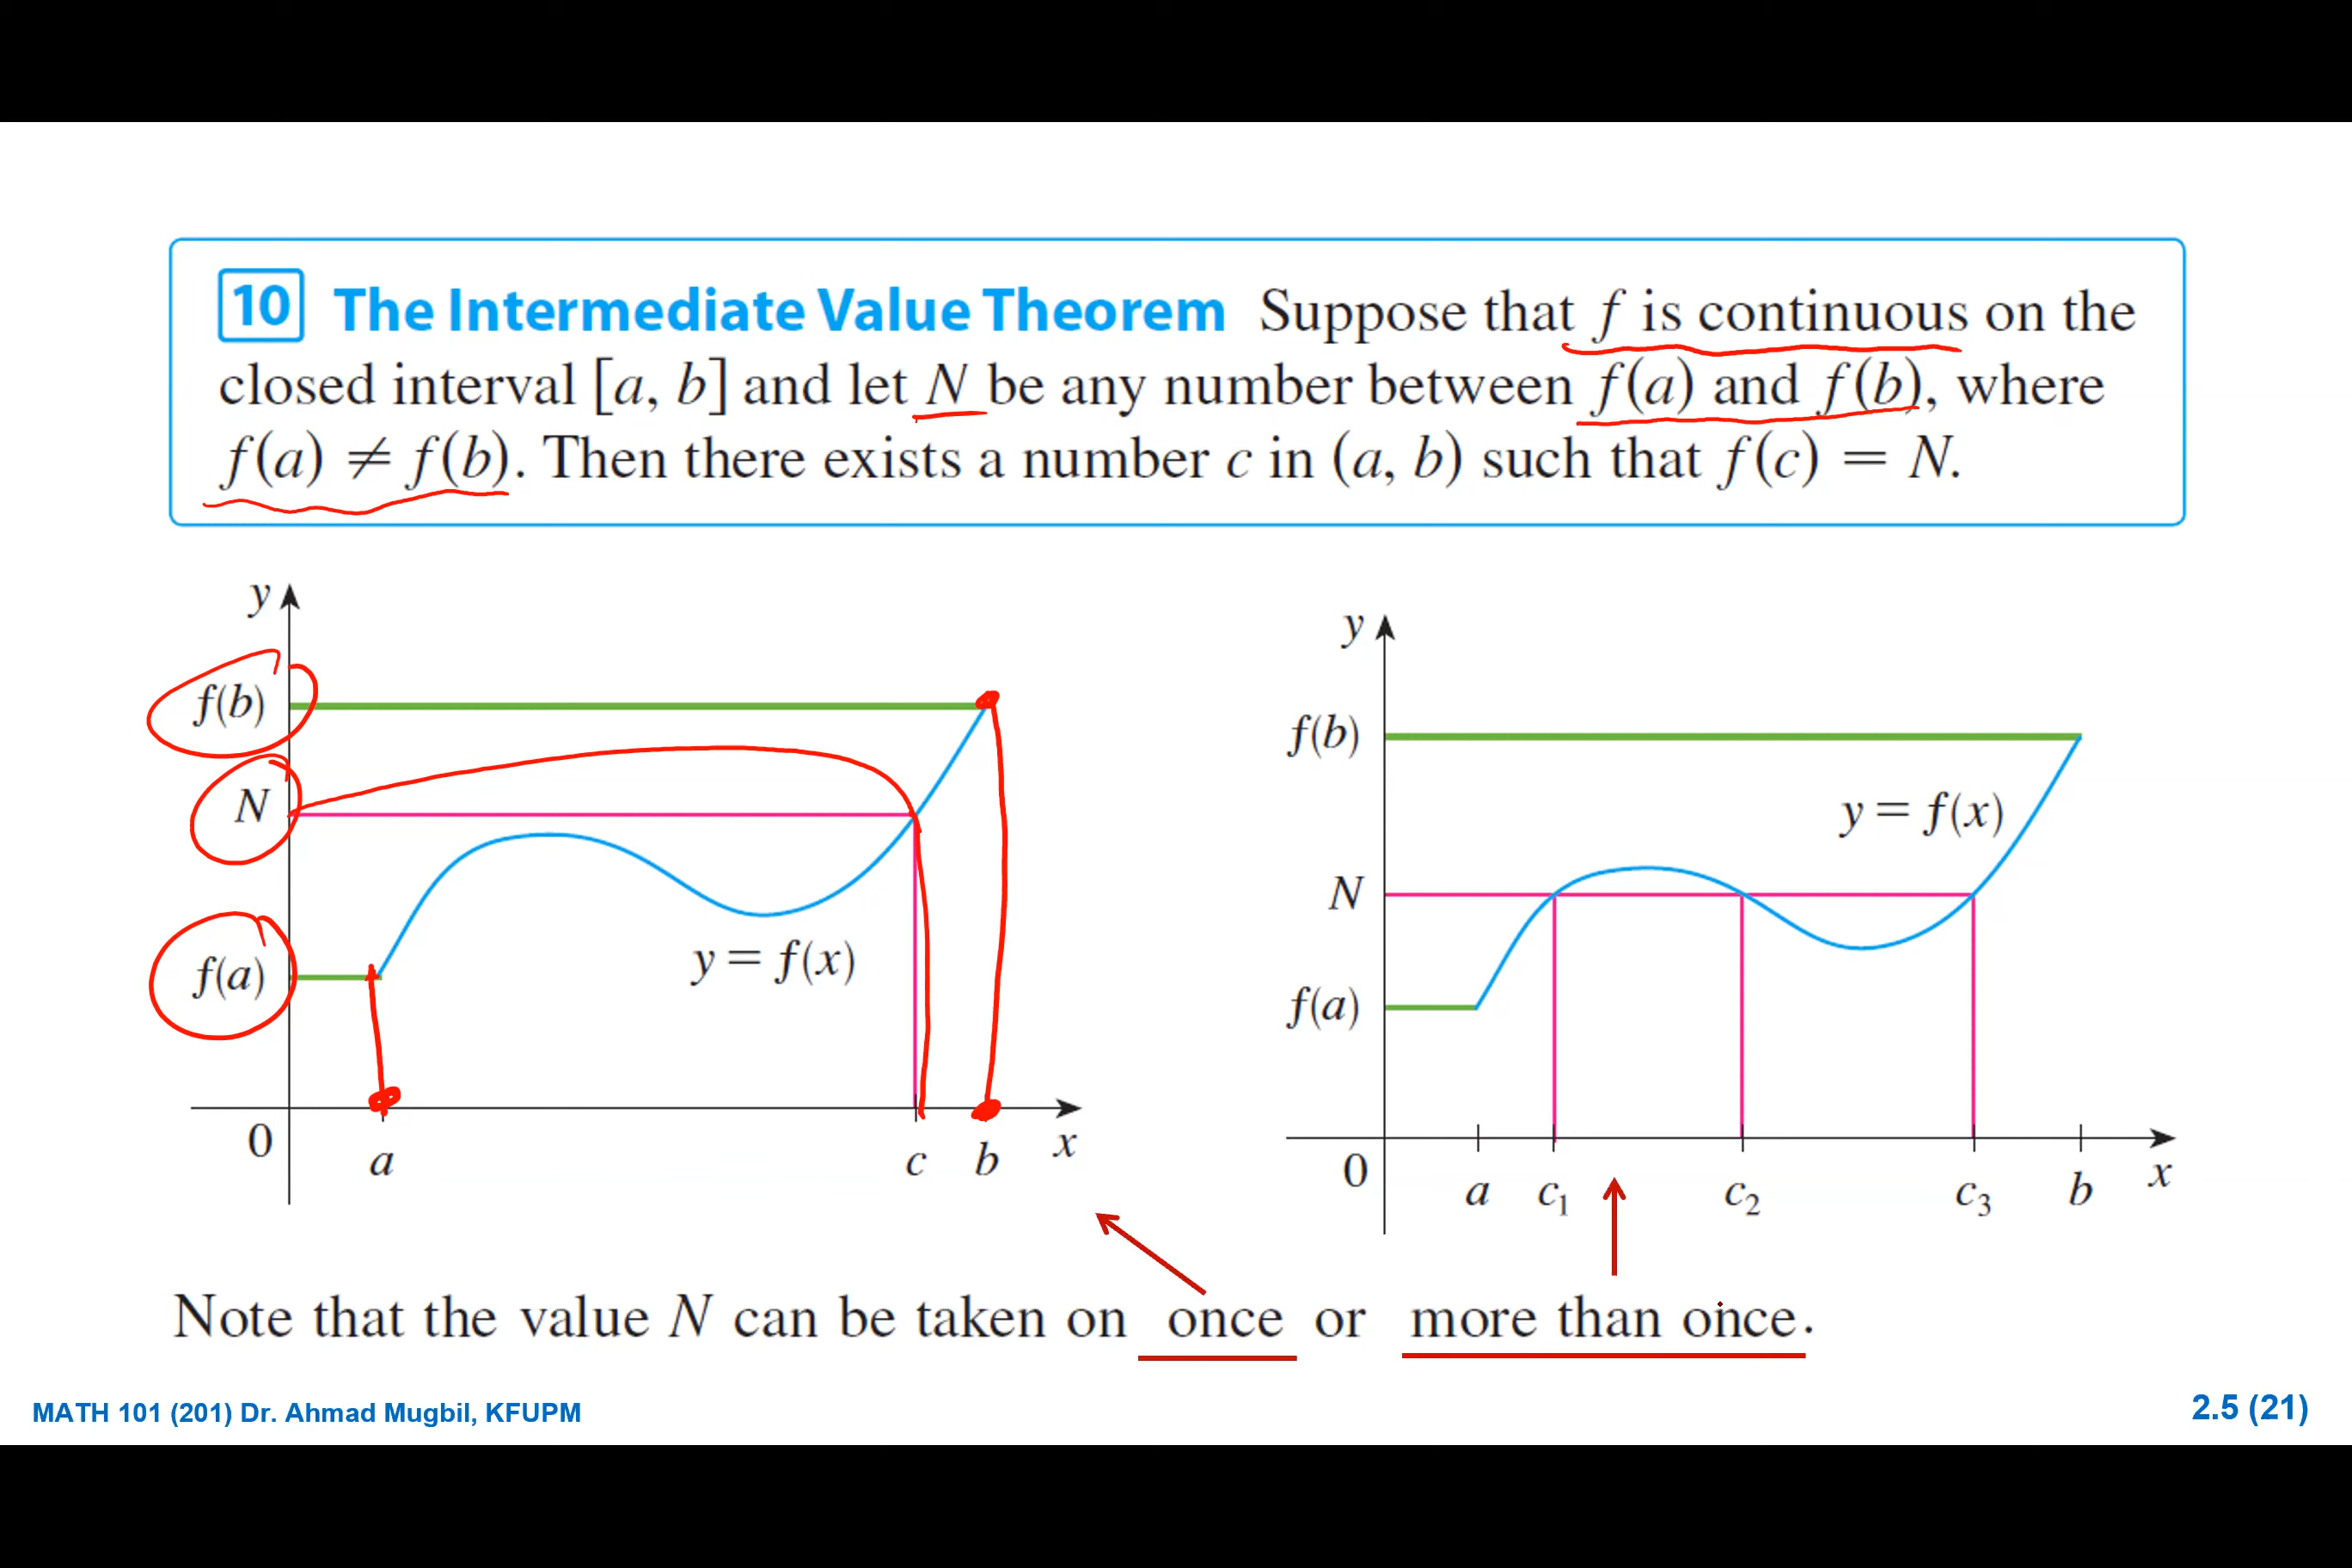 10 The Intermediate Value Theorem Suppose that f is continuous on the
closed interval [a, b] and let N be any number between f(a) and f(b), where
f(a) ≠ f(b). Then there exists a number c in (a, b) such that f(c) = N.
y
f(b)
N
f(a)
y = f(x)
0
a
c
b
x
y
f(b)
y = f(x)
N
f(a)
0
a
c₁
c₂
c₃
b
x
Note that the value N can be taken on once or more than once.
MATH 101 (201) Dr. Ahmad Mugbil, KFUPM
2.5 (21)